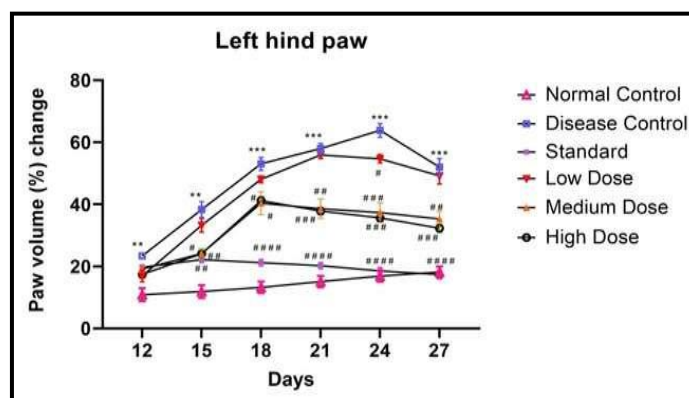 Left hind paw
Paw volume (%) change
80
60
40
20
0
**
**
***
***
***
***
#
#
##
###
##
#
##
#
###
###
###
##
####
####
####
####
12 15 18 21 24 27
Days
Normal Control
Disease Control
Standard
Low Dose
Medium Dose
High Dose